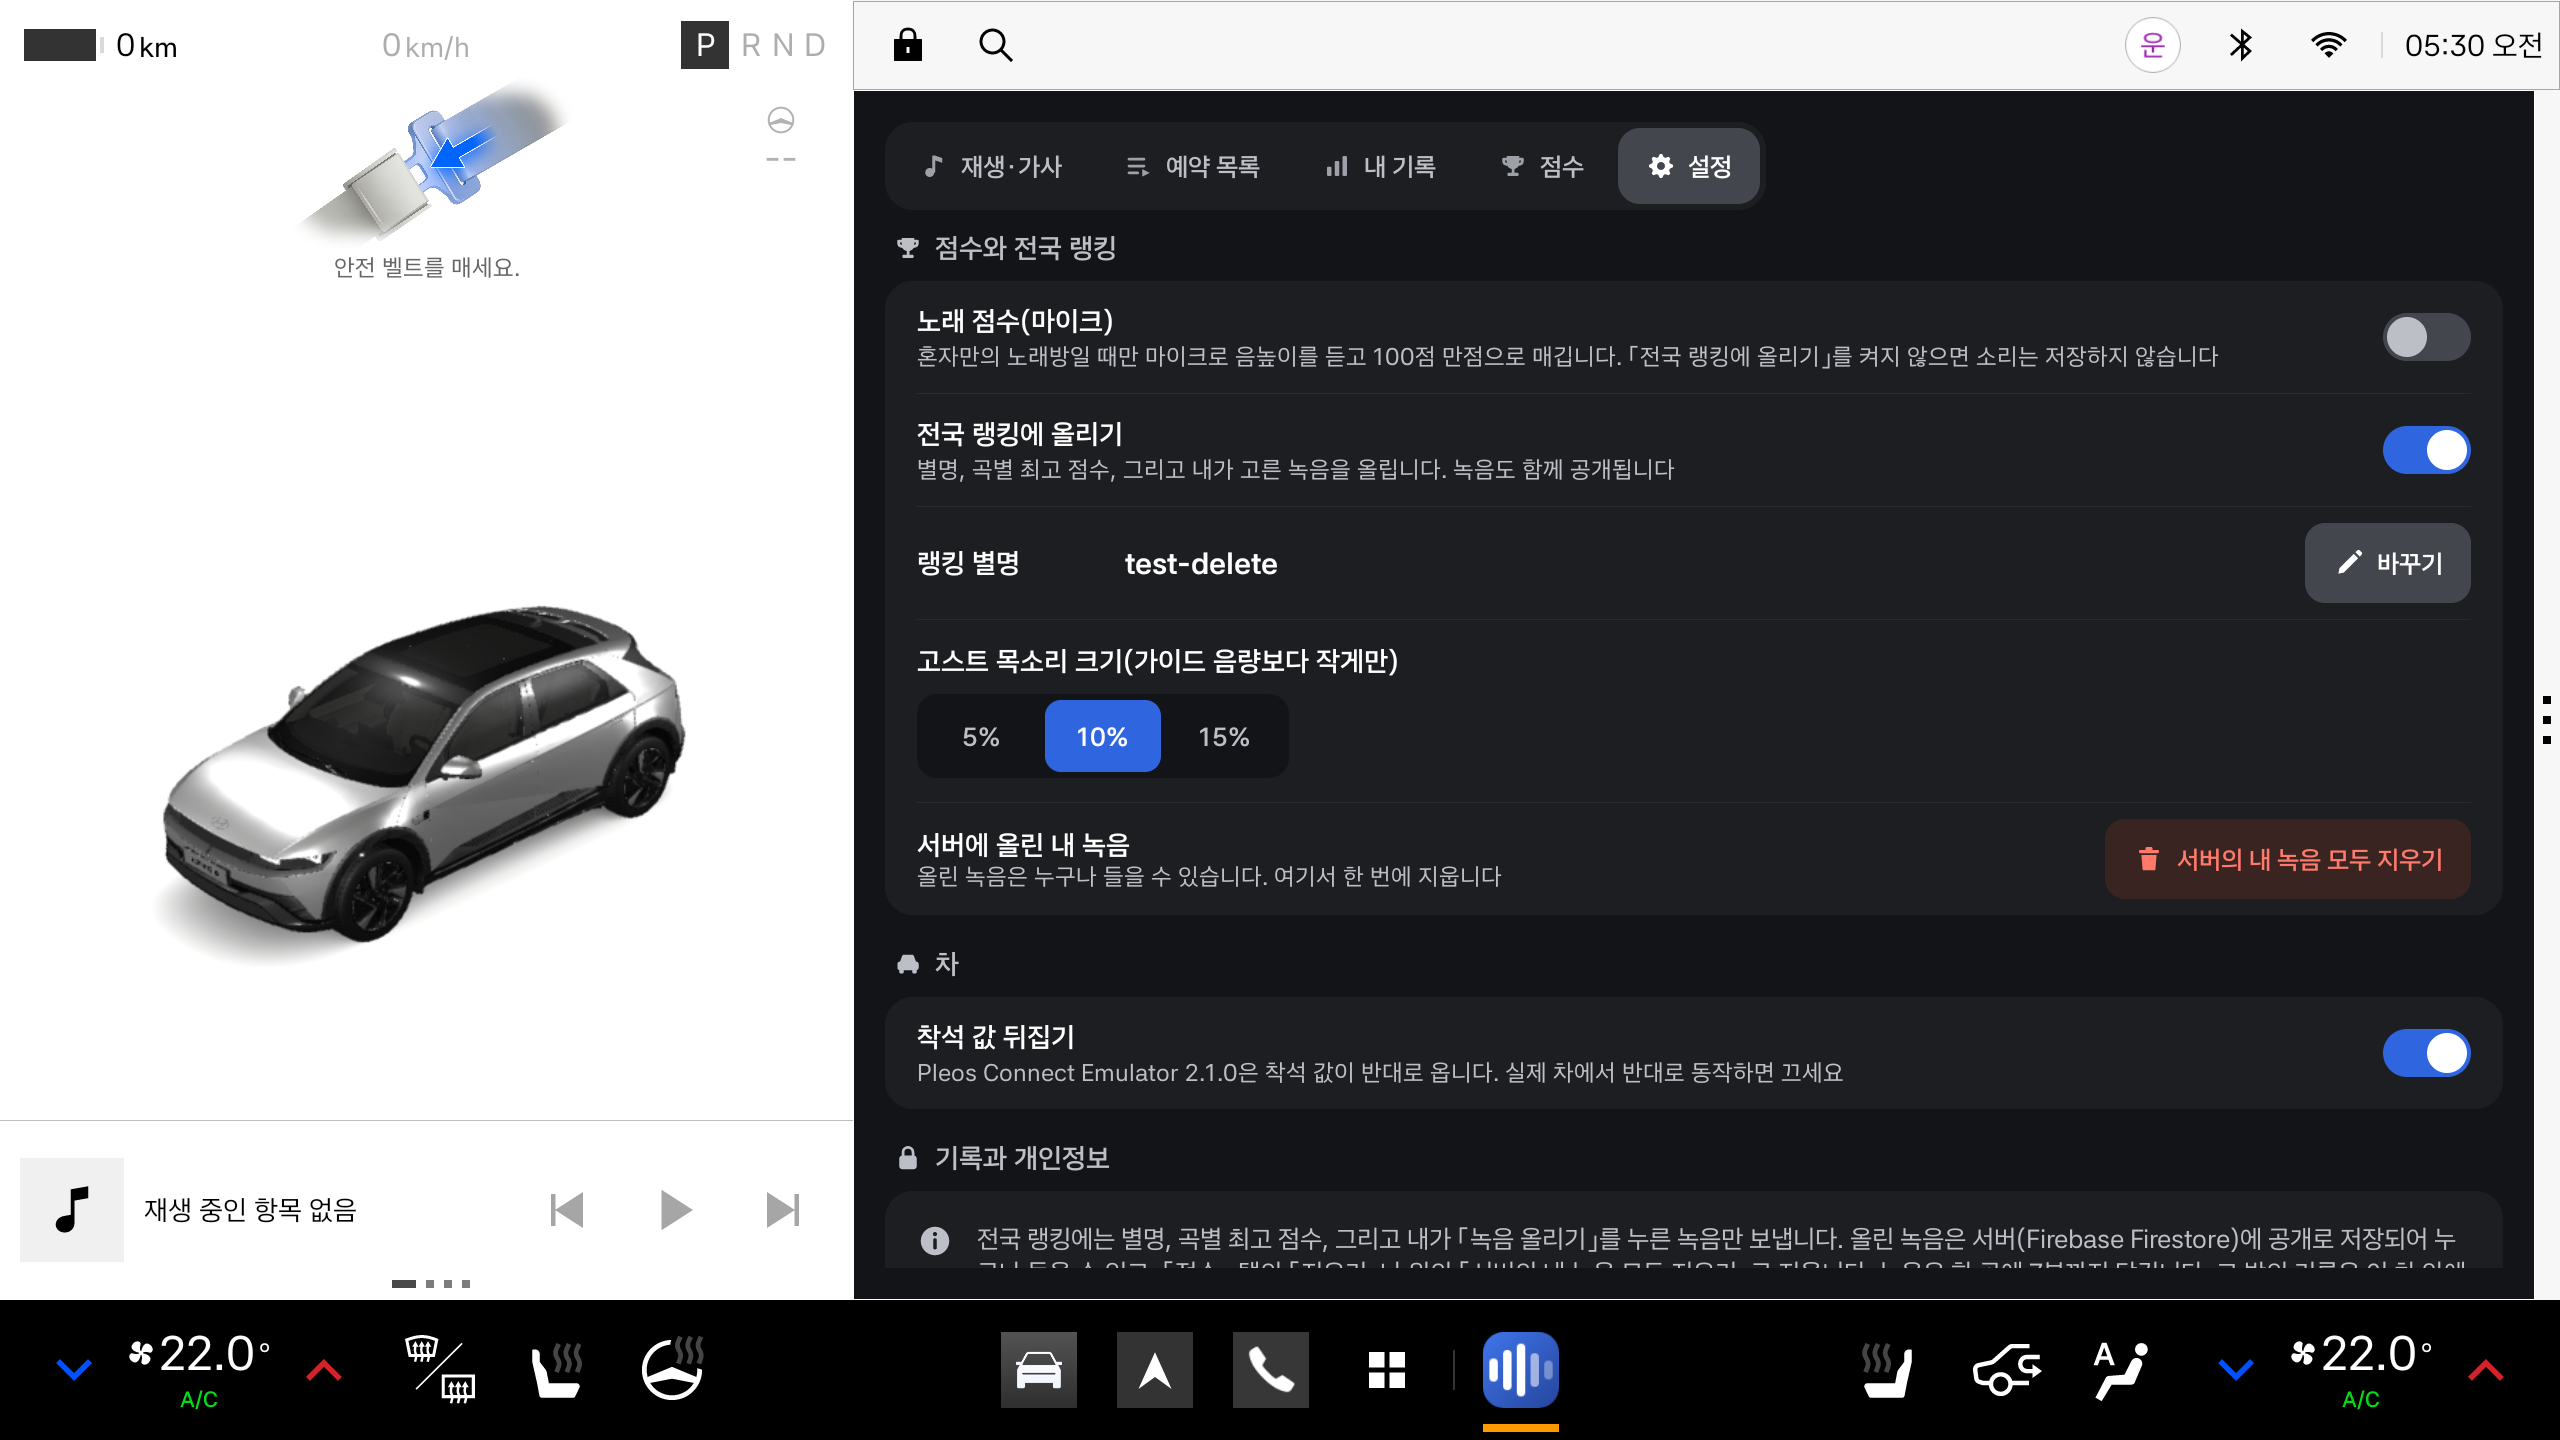 0 km
0 km/h
P R N D
안전 벨트를 매세요.
재생 중인 항목 없음
운
05:30 오전
재생·가사
예약 목록
내 기록
점수
설정
점수와 전국 랭킹
노래 점수(마이크)
혼자만의 노래방일 때만 마이크로 음높이를 듣고 100점 만점으로 매깁니다. 「전국 랭킹에 올리기」를 켜지 않으면 소리는 저장하지 않습니다
전국 랭킹에 올리기
별명, 곡별 최고 점수, 그리고 내가 고른 녹음을 올립니다. 녹음도 함께 공개됩니다
랭킹 별명
test-delete
바꾸기
고스트 목소리 크기(가이드 음량보다 작게만)
5%
10%
15%
서버에 올린 내 녹음
올린 녹음은 누구나 들을 수 있습니다. 여기서 한 번에 지웁니다
서버의 내 녹음 모두 지우기
차
착석 값 뒤집기
Pleos Connect Emulator 2.1.0은 착석 값이 반대로 옵니다. 실제 차에서 반대로 동작하면 끄세요
기록과 개인정보
전국 랭킹에는 별명, 곡별 최고 점수, 그리고 내가 「녹음 올리기」를 누른 녹음만 보냅니다. 올린 녹음은 서버(Firebase Firestore)에 공개로 저장되어 누
22.0°
A/C
A
22.0°
A/C